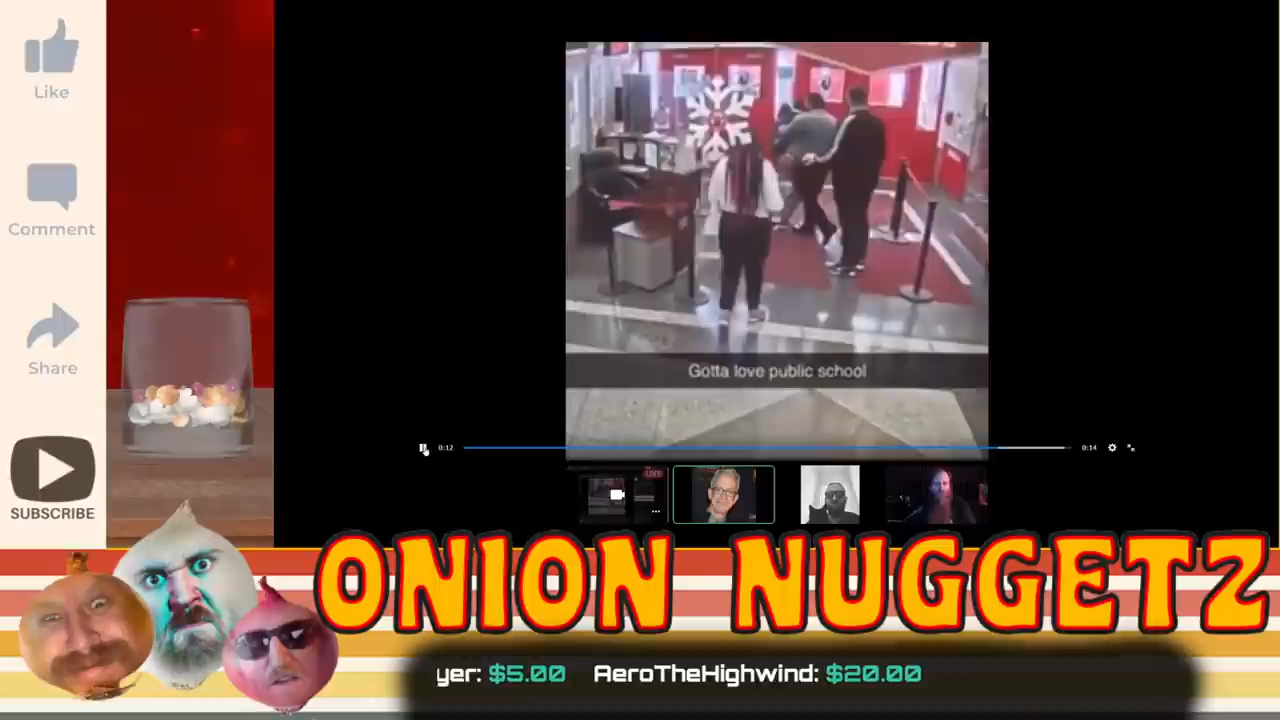 Like
Comment
Share
SUBSCRIBE
Gotta love public school
0:12
0:14
LIVE
ONION NUGGETZ
yer: $5.00 AeroTheHighwind: $20.00